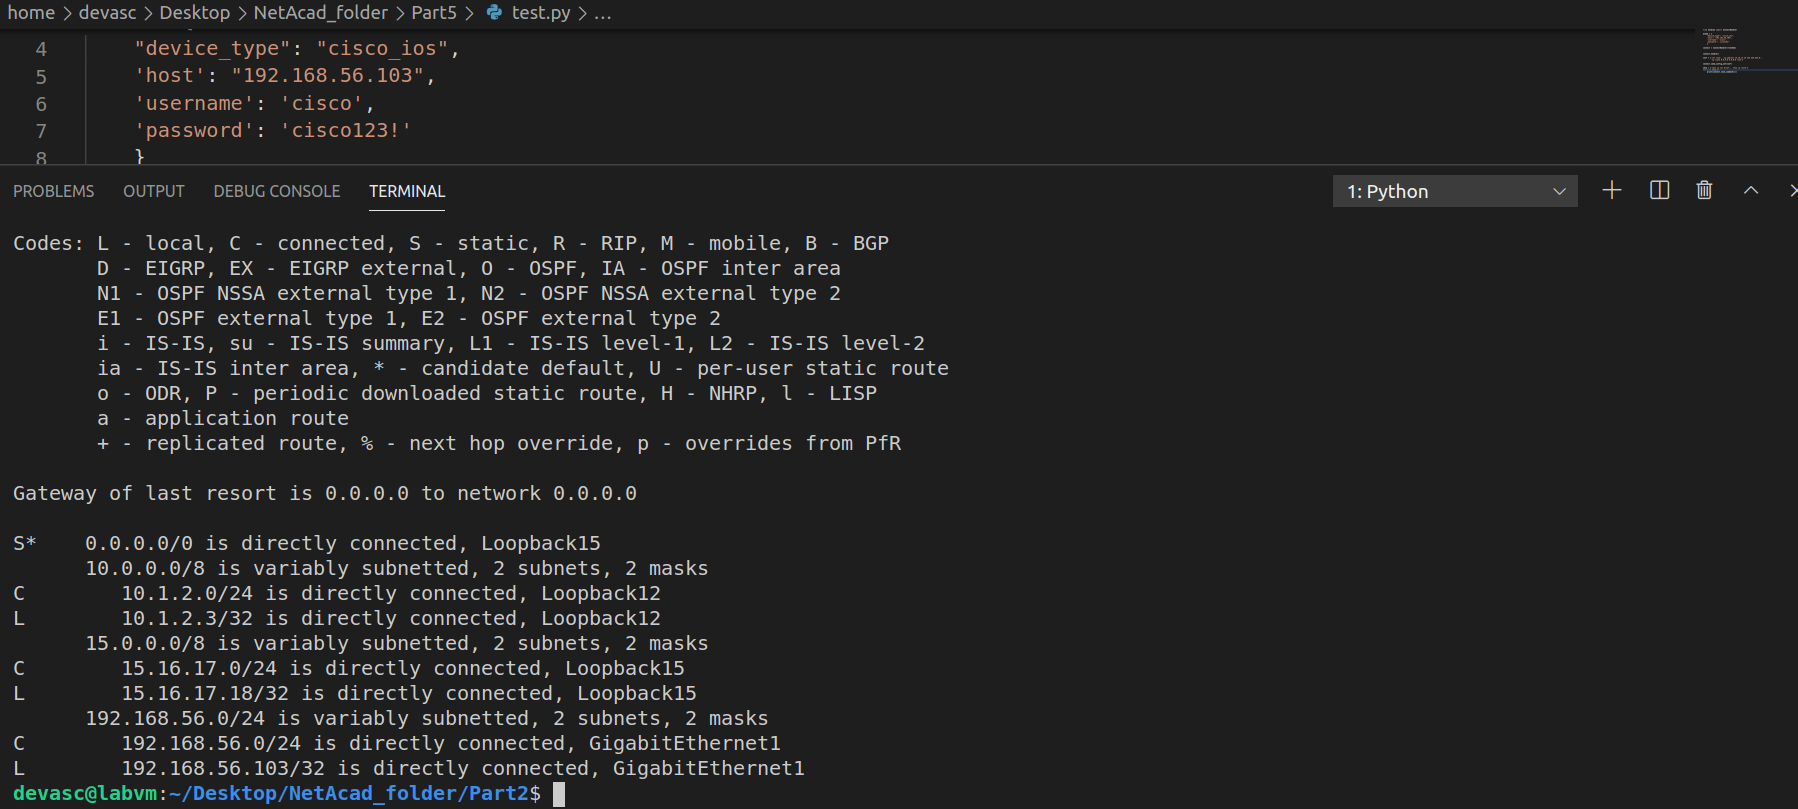 home > devasc > Desktop > NetAcad_folder > Part5 > test.py > ...
4 "device_type": "cisco_ios",
5 'host': "192.168.56.103",
6 'username': 'cisco',
7 'password': 'cisco123!'
8 }
PROBLEMS OUTPUT DEBUG CONSOLE TERMINAL 1: Python
Codes: L - local, C - connected, S - static, R - RIP, M - mobile, B - BGP
D - EIGRP, EX - EIGRP external, O - OSPF, IA - OSPF inter area
N1 - OSPF NSSA external type 1, N2 - OSPF NSSA external type 2
E1 - OSPF external type 1, E2 - OSPF external type 2
i - IS-IS, su - IS-IS summary, L1 - IS-IS level-1, L2 - IS-IS level-2
ia - IS-IS inter area, * - candidate default, U - per-user static route
o - ODR, P - periodic downloaded static route, H - NHRP, l - LISP
a - application route
+ - replicated route, % - next hop override, p - overrides from PfR
Gateway of last resort is 0.0.0.0 to network 0.0.0.0
S* 0.0.0.0/0 is directly connected, Loopback15
10.0.0.0/8 is variably subnetted, 2 subnets, 2 masks
C 10.1.2.0/24 is directly connected, Loopback12
L 10.1.2.3/32 is directly connected, Loopback12
15.0.0.0/8 is variably subnetted, 2 subnets, 2 masks
C 15.16.17.0/24 is directly connected, Loopback15
L 15.16.17.18/32 is directly connected, Loopback15
192.168.56.0/24 is variably subnetted, 2 subnets, 2 masks
C 192.168.56.0/24 is directly connected, GigabitEthernet1
L 192.168.56.103/32 is directly connected, GigabitEthernet1
devasc@labvm:~/Desktop/NetAcad_folder/Part2$